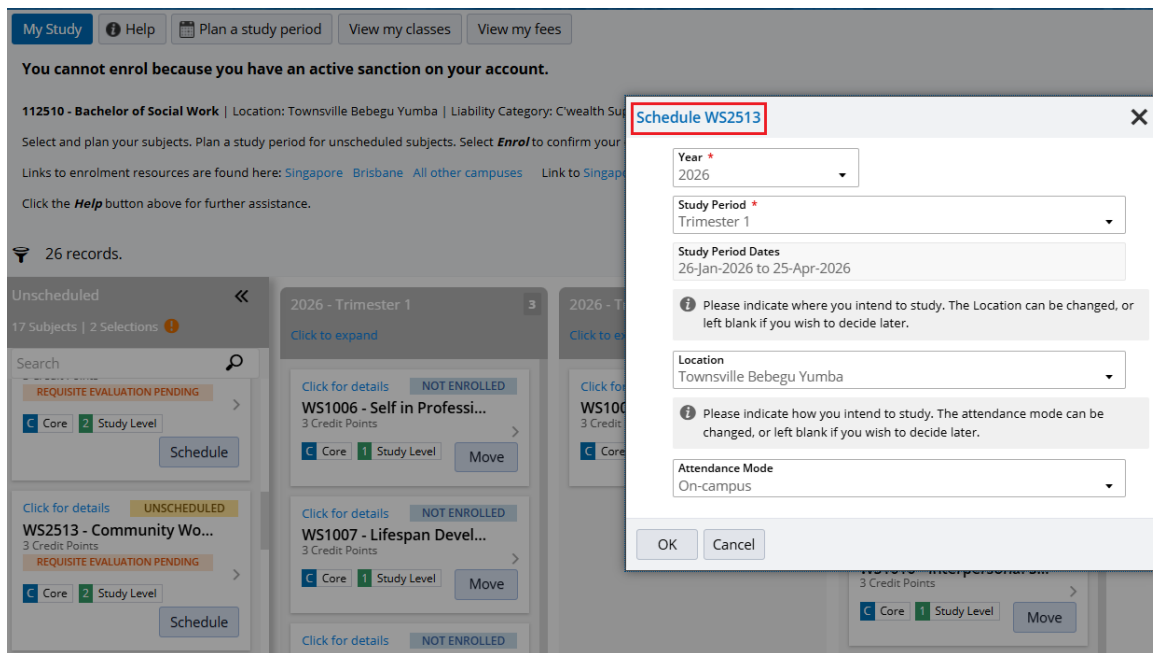 My Study
Help
Plan a study period
View my classes
View my fees
You cannot enrol because you have an active sanction on your account.
112510 - Bachelor of Social Work | Location: Townsville Bebegu Yumba | Liability Category: C'wealth Su
Select and plan your subjects. Plan a study period for unscheduled subjects. Select Enrol to confirm your
Links to enrolment resources are found here: Singapore Brisbane All other campuses Link to Singap
Click the Help button above for further assistance.
26 records.
Unscheduled
17 Subjects | 2 Selections
Search
REQUISITE EVALUATION PENDING
C Core 2 Study Level
Schedule
Click for details UNSCHEDULED
WS2513 - Community Wo...
3 Credit Points
REQUISITE EVALUATION PENDING
C Core 2 Study Level
Schedule
2026 - Trimester 1 3
Click to expand
Click for details NOT ENROLLED
WS1006 - Self in Professi...
3 Credit Points
C Core 1 Study Level
Move
Click for details NOT ENROLLED
WS1007 - Lifespan Devel...
3 Credit Points
C Core 1 Study Level
Move
Click for details NOT ENROLLED
2026 - T
Click to e
Click for
WS100
3 Credit
C Core
3 Credit Points
C Core 1 Study Level
Move
Schedule WS2513
Year *
2026
Study Period *
Trimester 1
Study Period Dates
26-Jan-2026 to 25-Apr-2026
Please indicate where you intend to study. The Location can be changed, or
left blank if you wish to decide later.
Location
Townsville Bebegu Yumba
Please indicate how you intend to study. The attendance mode can be
changed, or left blank if you wish to decide later.
Attendance Mode
On-campus
OK
Cancel